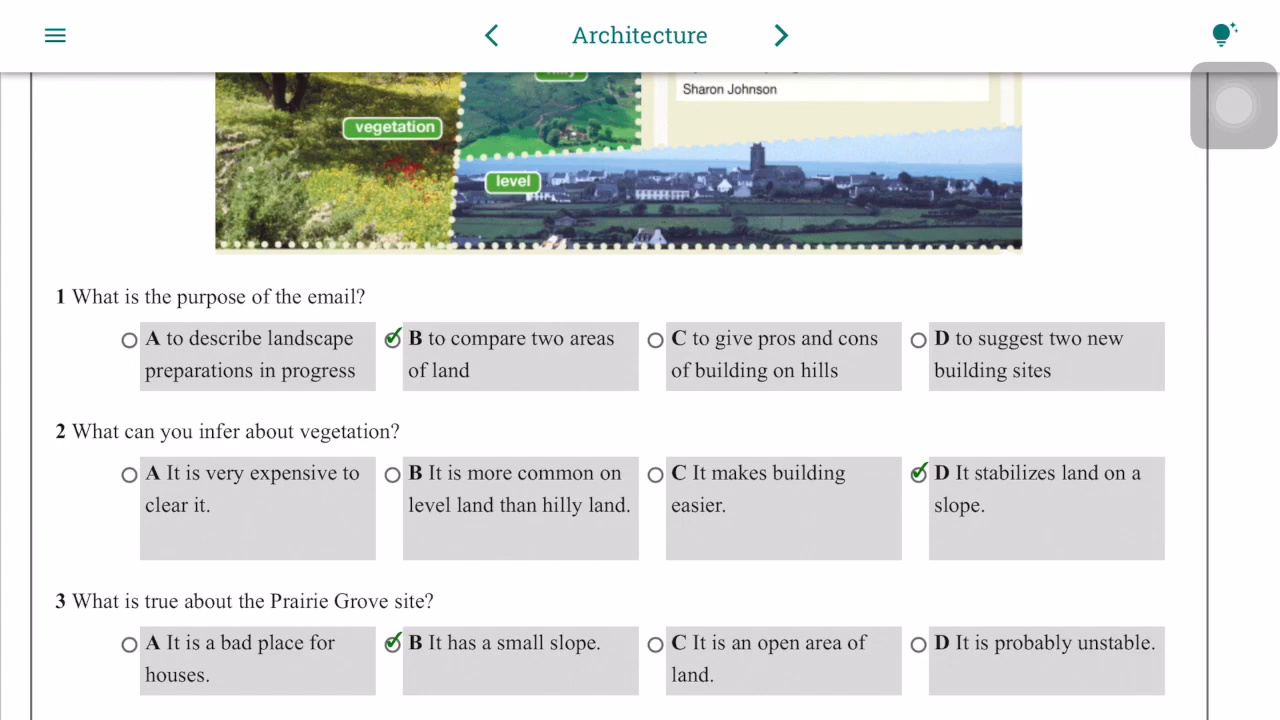 Architecture
Sharon Johnson
vegetation
level
1 What is the purpose of the email?
A to describe landscape
preparations in progress
B to compare two areas
of land
C to give pros and cons
of building on hills
D to suggest two new
building sites
2 What can you infer about vegetation?
A It is very expensive to
clear it.
B It is more common on
level land than hilly land.
C It makes building
easier.
D It stabilizes land on a
slope.
3 What is true about the Prairie Grove site?
A It is a bad place for
houses.
B It has a small slope.
C It is an open area of
land.
D It is probably unstable.